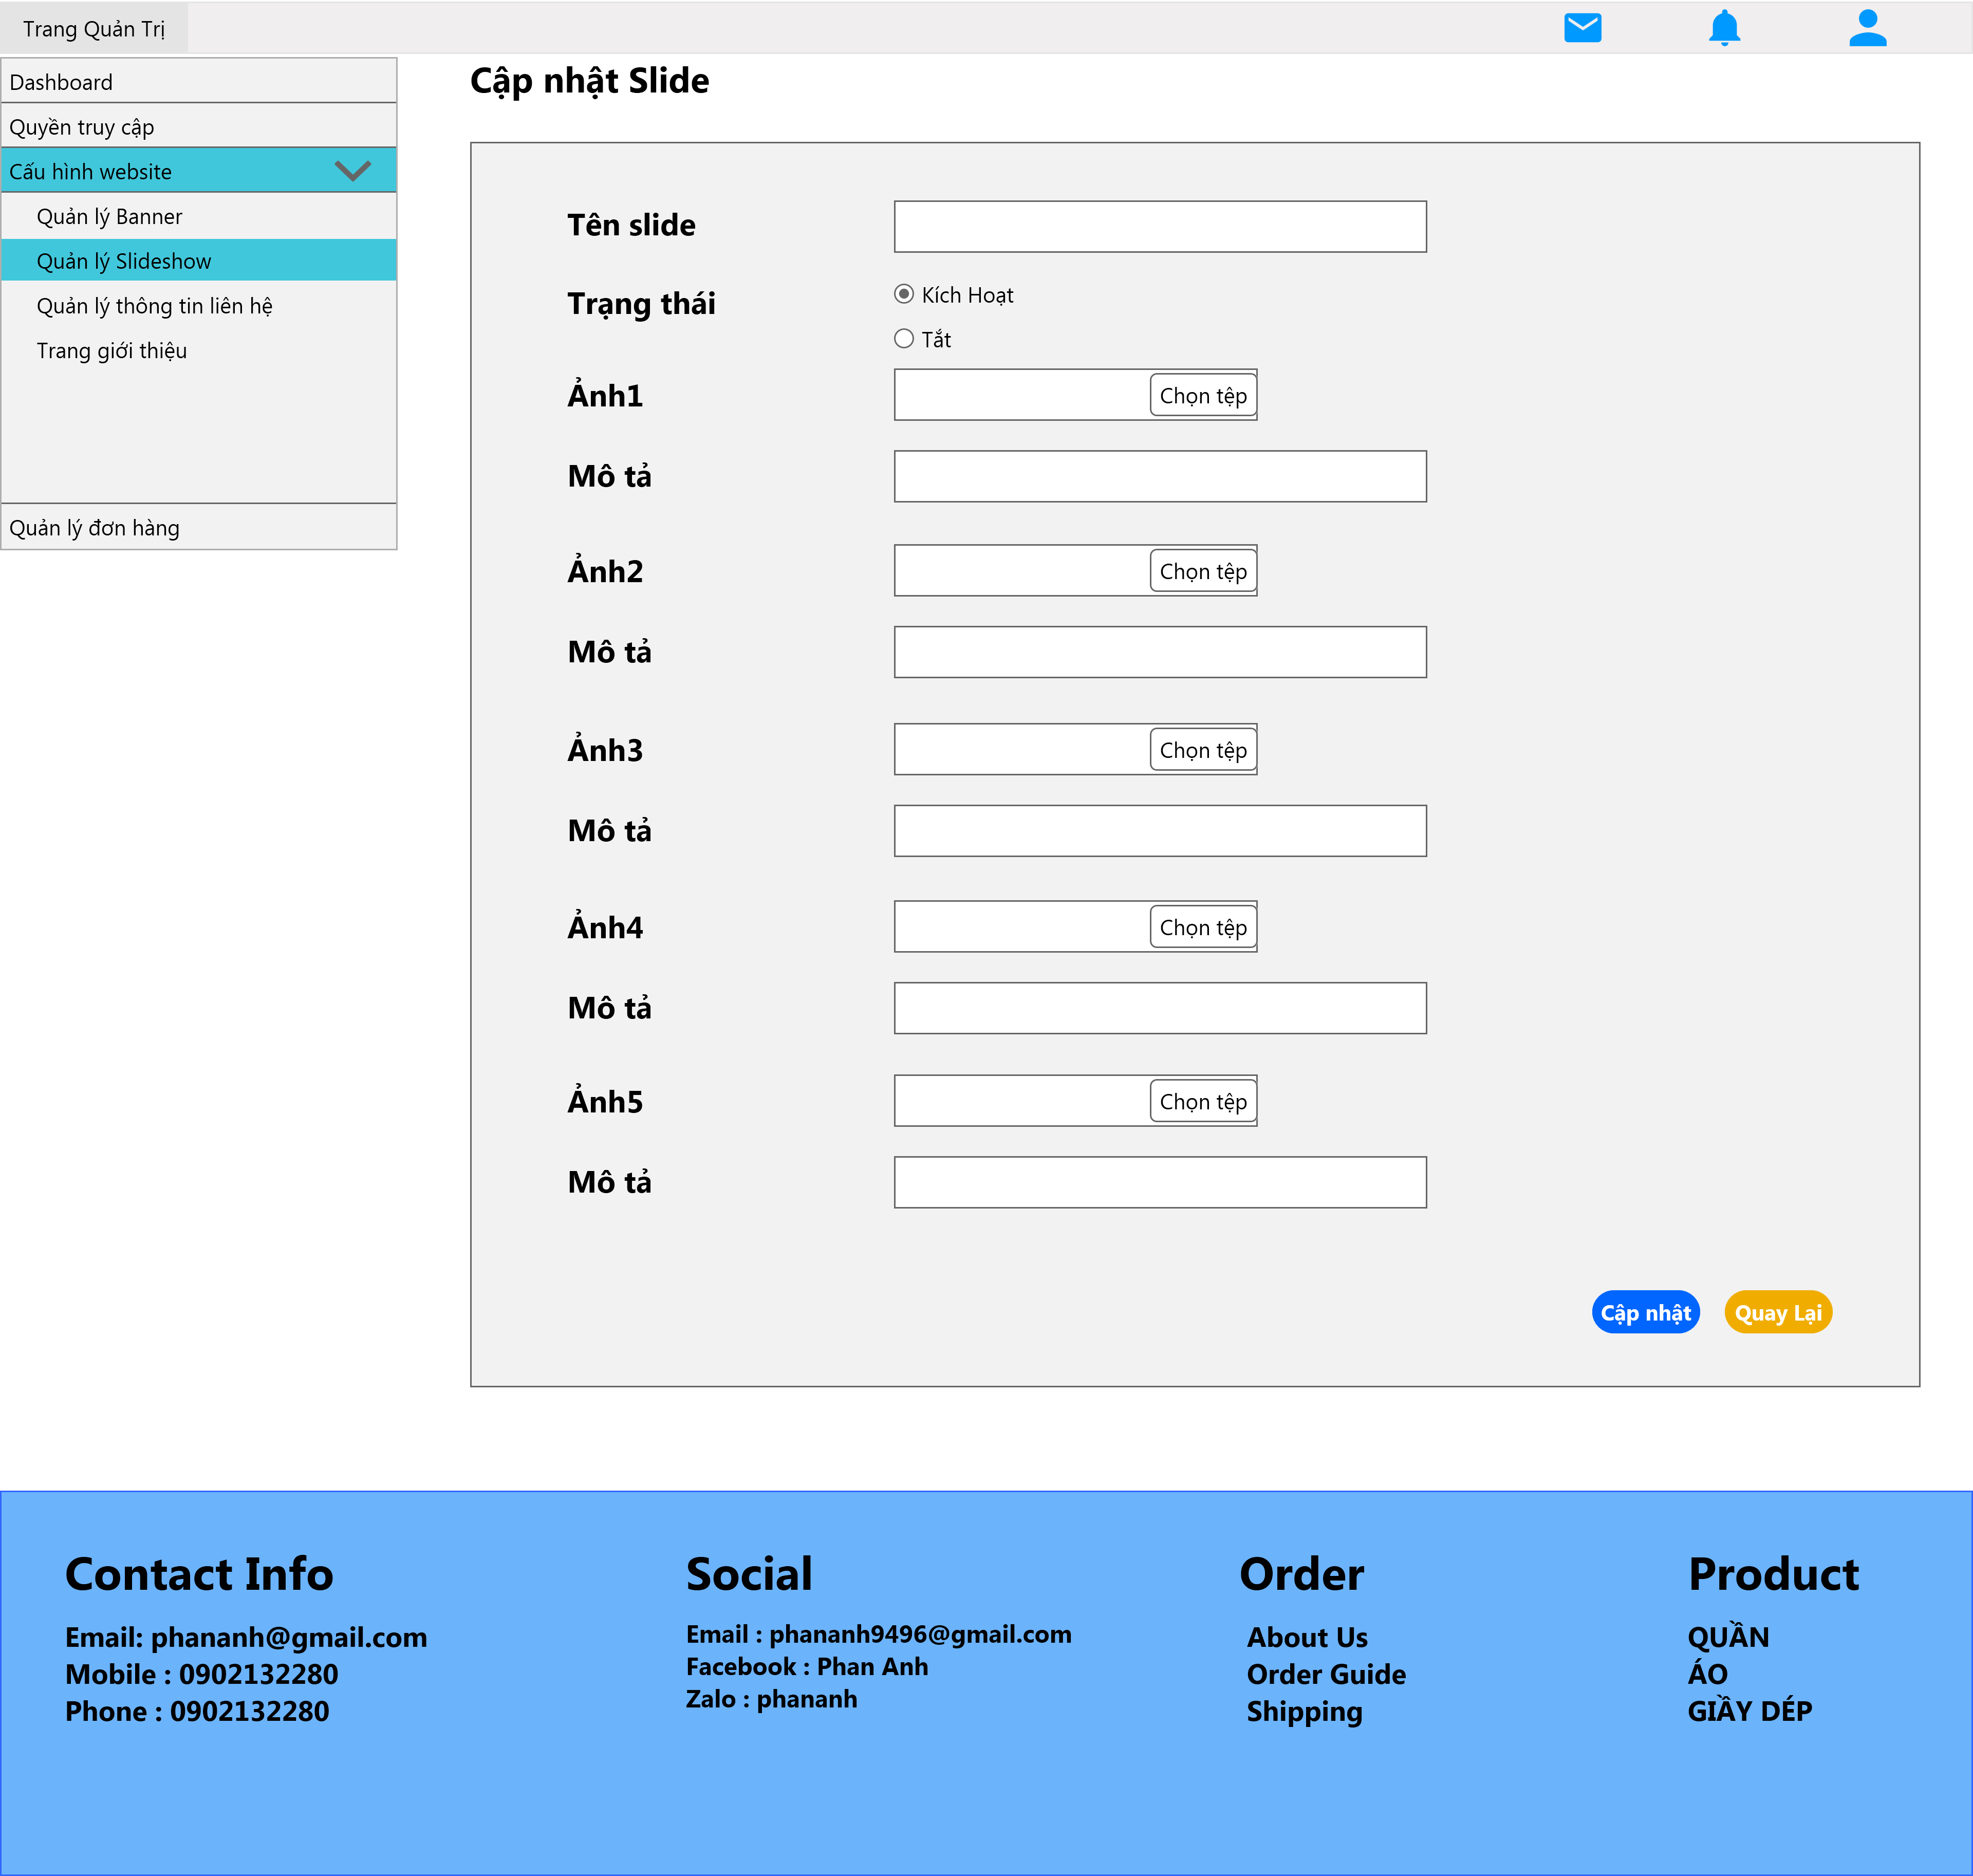 Trang Quản Trị
Dashboard
Quyền truy cập
Cấu hình website
Quản lý Banner
Quản lý Slideshow
Quản lý thông tin liên hệ
Trang giới thiệu
Quản lý đơn hàng
Cập nhật Slide
Tên slide
Trạng thái
Kích Hoạt
Tắt
Ảnh1
Chọn tệp
Mô tả
Ảnh2
Chọn tệp
Mô tả
Ảnh3
Chọn tệp
Mô tả
Ảnh4
Chọn tệp
Mô tả
Ảnh5
Chọn tệp
Mô tả
Cập nhật
Quay Lại
Contact Info
Email: phananh@gmail.com
Mobile : 0902132280
Phone : 0902132280
Social
Email : phananh9496@gmail.com
Facebook : Phan Anh
Zalo : phananh
Order
About Us
Order Guide
Shipping
Product
QUẦN
ÁO
GIẦY DÉP